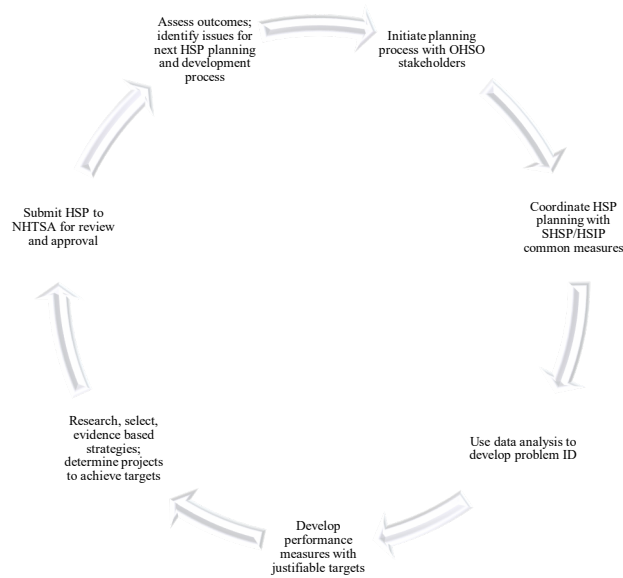 Assess outcomes;
identify issues for
next HSP planning
and development
process
Initiate planning
process with OHSO
stakeholders
Coordinate HSP
planning with
SHSP/HSIP
common measures
Use data analysis to
develop problem ID
Develop
performance
measures with
justifiable targets
Research, select,
evidence based
strategies;
determine projects
to achieve targets
Submit HSP to
NHTSA for review
and approval